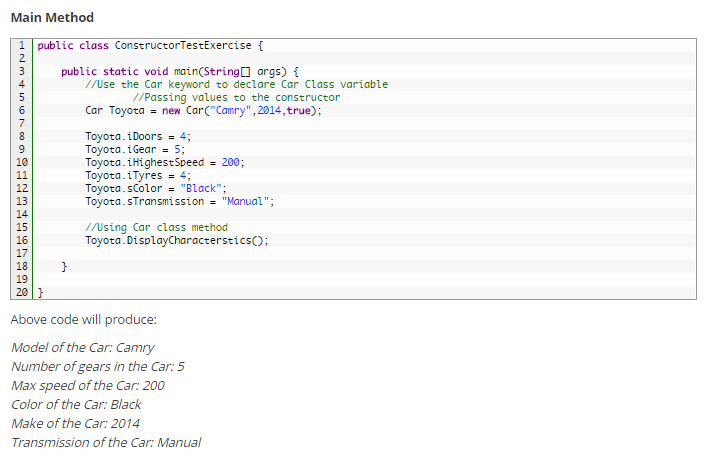 Main Method
1 public class ConstructorTestExercise {
2
3 public static void main(String[] args) {
4 //Use the Car keyword to declare Car Class variable
5 //Passing values to the constructor
6 Car Toyota = new Car("Camry",2014,true);
7
8 Toyota.iDoors = 4;
9 Toyota.iGear = 5;
10 Toyota.iHighestSpeed = 200;
11 Toyota.iTyres = 4;
12 Toyota.sColor = "Black";
13 Toyota.sTransmission = "Manual";
14
15 //Using Car class method
16 Toyota.DisplayCharacterstics();
17
18 }
19
20 }
Above code will produce:
Model of the Car: Camry
Number of gears in the Car: 5
Max speed of the Car: 200
Color of the Car: Black
Make of the Car: 2014
Transmission of the Car: Manual